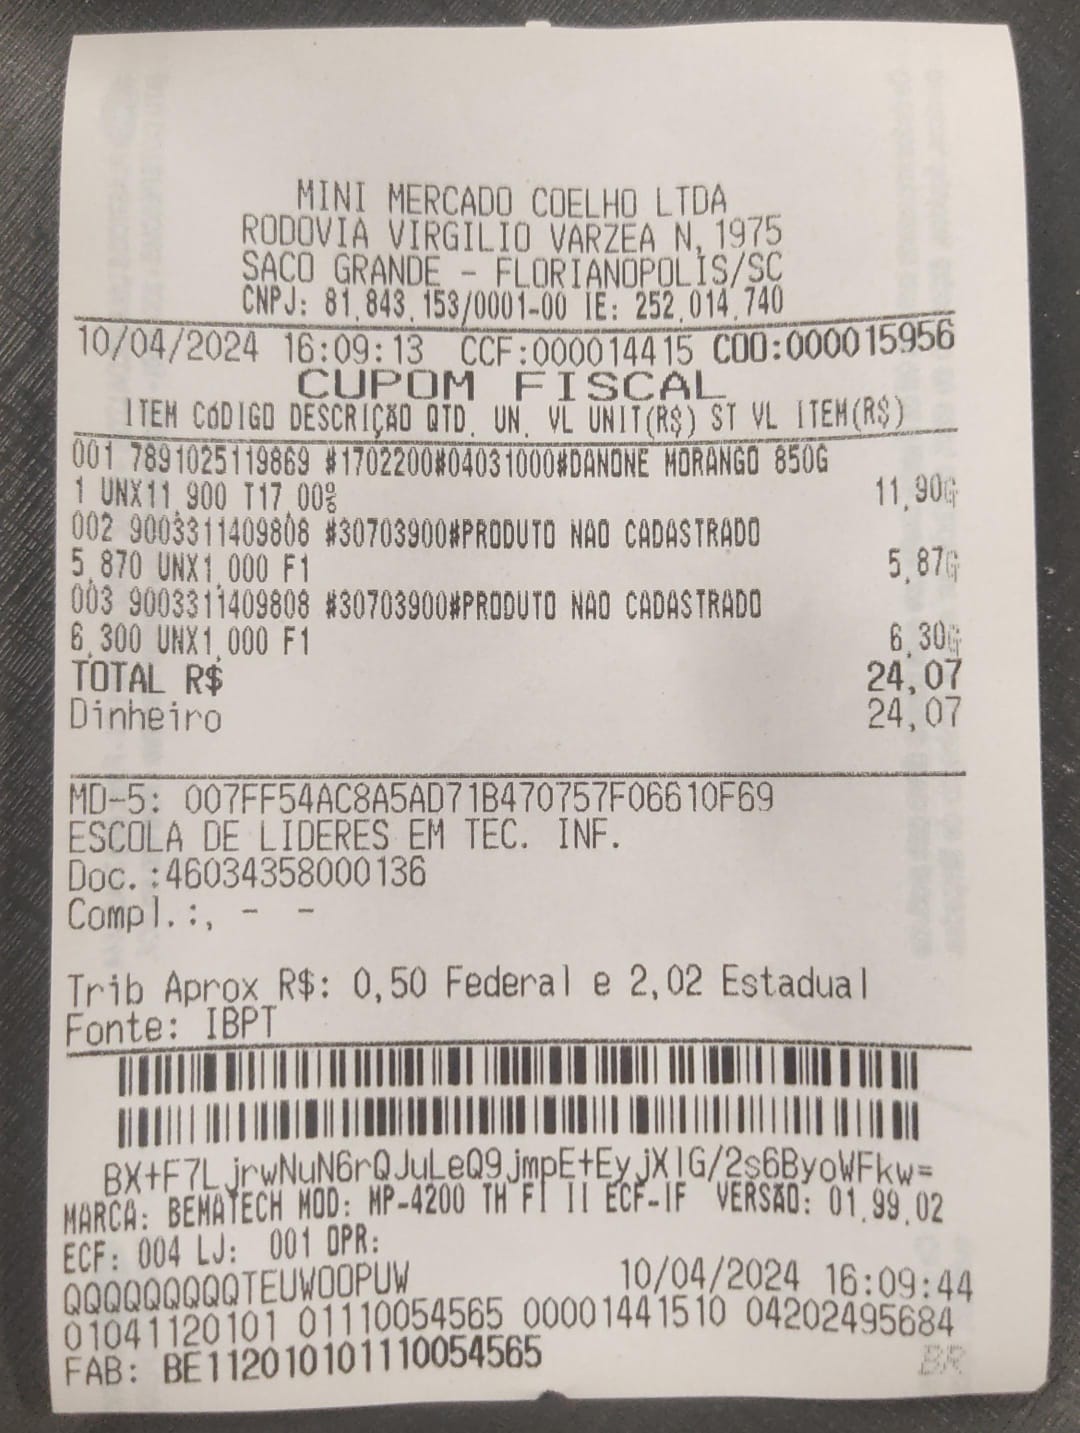 MINI MERCADO COELHO LTDA
RODOVIA VIRGILIO VARZEA N, 1975
SACO GRANDE - FLORIANOPOLIS/SC
CNPJ: 81.843.153/0001-00 IE: 252.014.740
10/04/2024 16:09:13 CCF:000014415 COO:000015956
CUPOM FISCAL
ITEM CÓDIGO DESCRIÇÃO QTD. UN. VL UNIT(R$) ST VL ITEM(R$)
001 7891025119869 #1702200#04031000#DANONE MORANGO 850G
1 UNX11,900 T17,00% 11,90G
002 9003311409808 #30703900#PRODUTO NAO CADASTRADO
5,870 UNX1,000 F1 5,87G
003 9003311409808 #30703900#PRODUTO NAO CADASTRADO
6,300 UNX1,000 F1 6,30G
TOTAL R$ 24,07
Dinheiro 24,07
MD-5: 007FF54AC8A5AD71B470757F06610F69
ESCOLA DE LIDERES EM TEC. INF.
Doc.:46034358000136
Compl.:, - -
Trib Aprox R$: 0,50 Federal e 2,02 Estadual
Fonte: IBPT
BX+F7LjrwNuN6rQJuLeQ9jmpE+EyjXlG/2s6ByoWFkw=
MARCA: BEMATECH MOD: MP-4200 TH FI II ECF-IF VERSÃO: 01.99.02
ECF: 004 LJ: 001 OPR:
QQQQQQQQQTEUWOOPUW 10/04/2024 16:09:44
01041120101 01110054565 00001441510 04202495684
FAB: BE112010101110054565 BR